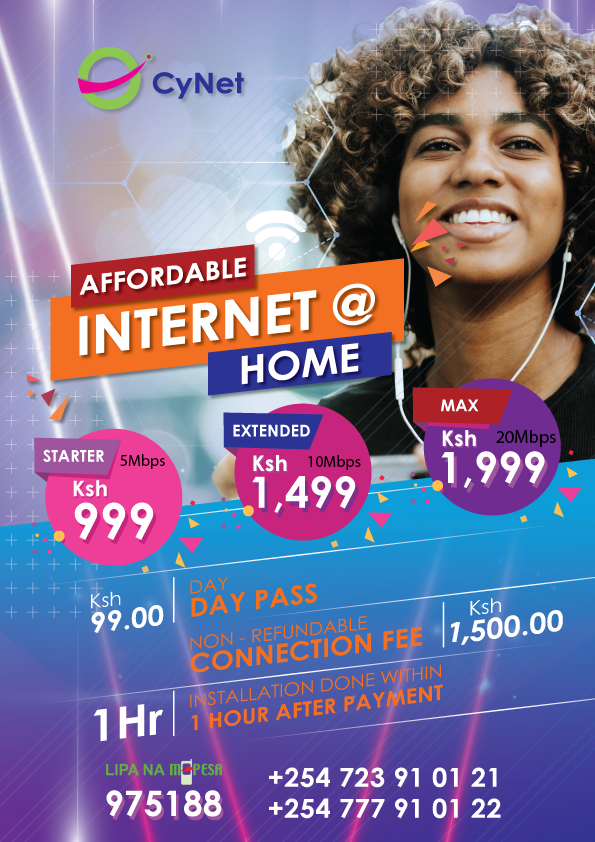 CyNet
AFFORDABLE
INTERNET @
HOME
STARTER
5Mbps
Ksh
999
EXTENDED
Ksh
10Mbps
1,499
MAX
Ksh
20Mbps
1,999
Ksh
99.00
DAY
DAY PASS
NON - REFUNDABLE
CONNECTION FEE
Ksh
1,500.00
1Hr
INSTALLATION DONE WITHIN
1 HOUR AFTER PAYMENT
LIPA NA M-PESA
975188
+254 723 91 01 21
+254 777 91 01 22